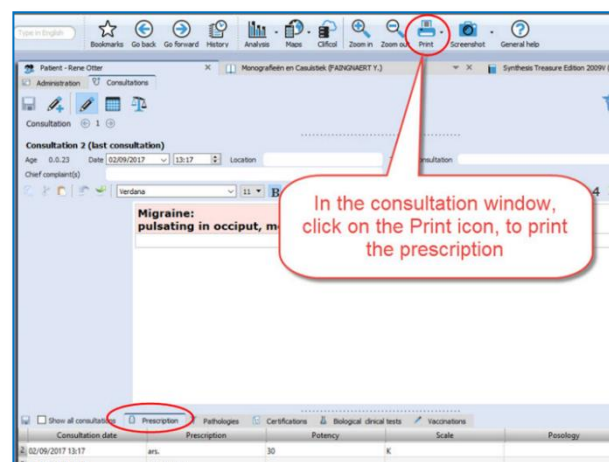 Type in English
Bookmarks Go back Go forward History Analysis Maps Clificol Zoom in Zoom out Print Screenshot General help
Patient - Rene Otter Monografieën en Casuïstiek (FAINGNAERT Y.) Synthesis Treasure Edition 2009V (
Administration Consultations
Consultation 1
Consultation 2 (last consultation)
Age 0.0.23 Date 02/09/2017 13:17 Location onsultation
Chief complaint(s)
Verdana 11 B 4
In the consultation window,
click on the Print icon, to print
the prescription
Migraine:
pulsating in occiput, m
Show all consultations Prescription Pathologies Certifications Biological clinical tests Vaccinations
Consultation date Prescription Potency Scale Posology
2 02/09/2017 13:17 ars. 30 K